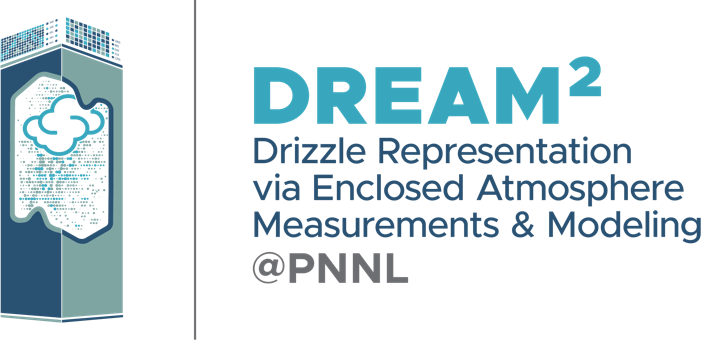 DREAM²
Drizzle Representation
via Enclosed Atmosphere
Measurements & Modeling
@PNNL